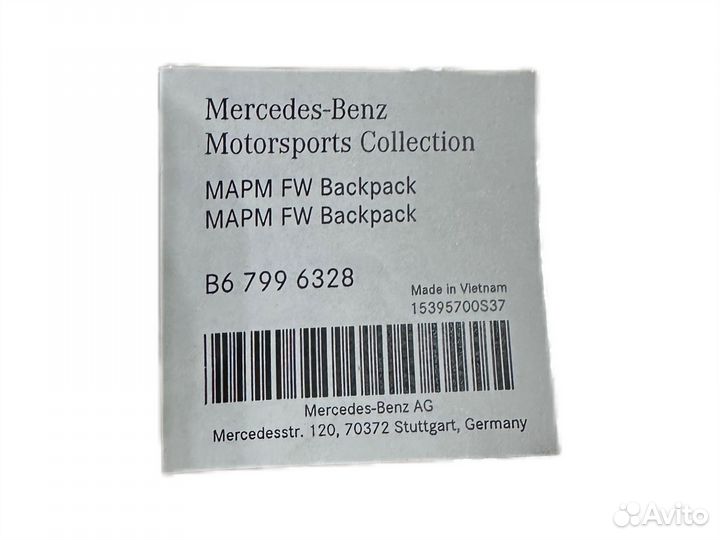 Mercedes-Benz
Motorsports Collection
MAPM FW Backpack
MAPM FW Backpack
B6 799 6328
Made in Vietnam
15395700S37
Mercedes-Benz AG
Mercedesstr. 120, 70372 Stuttgart, Germany
Avito